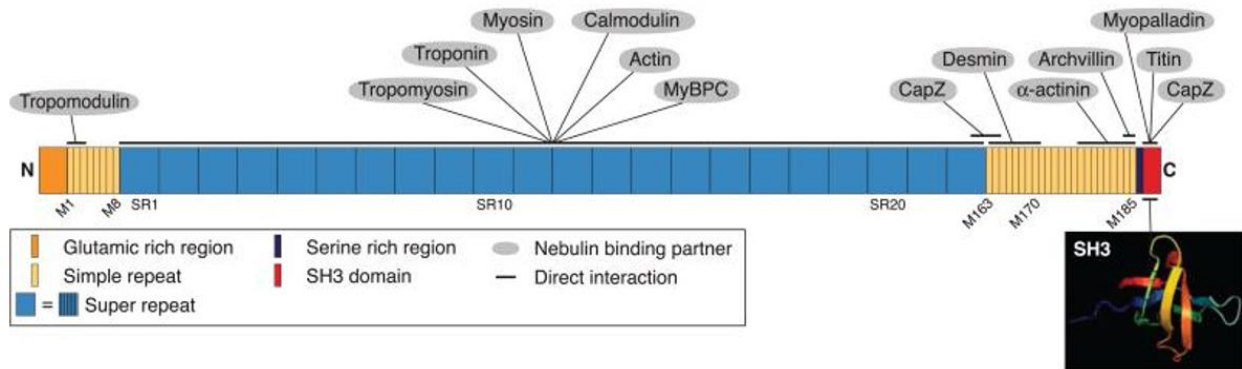 Myosin Calmodulin Myopalladin
Troponin Actin Desmin Archvillin Titin
Tropomodulin Tropomyosin MyBPC CapZ α-actinin CapZ
N C
M1 M8 SR1 SR10 SR20 M163 M170 M185
Glutamic rich region Serine rich region Nebulin binding partner
Simple repeat SH3 domain Direct interaction
= Super repeat
SH3